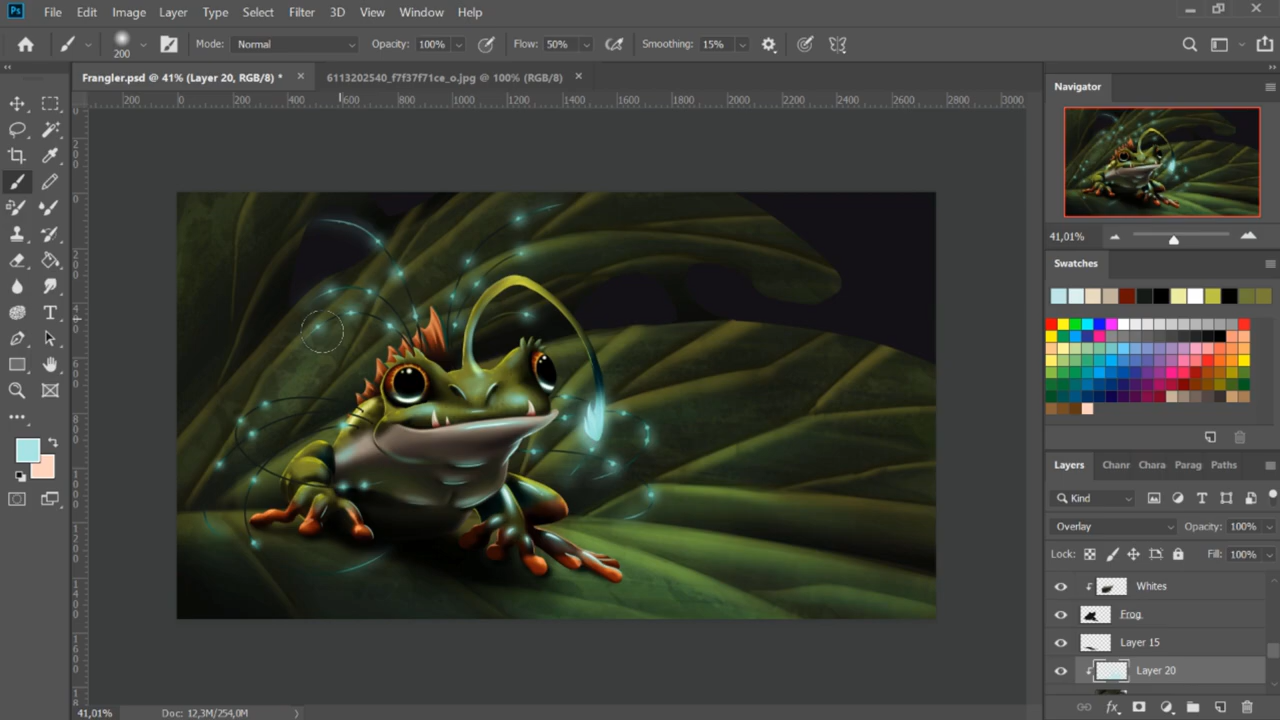 Ps File Edit Image Layer Type Select Filter 3D View Window Help
200 Mode: Normal Opacity: 100% Flow: 50% Smoothing: 15%
Frangler.psd @ 41% (Layer 20, RGB/8) * 6113202540_f7f37f71ce_o.jpg @ 100% (RGB/8)
200 0 200 400 600 800 1000 1200 1400 1600 1800 2000 2200 2400 2600 2800 3000
Navigator
41,01%
Swatches
Layers Chanr Chara Parag Paths
Kind
Overlay Opacity: 100%
Lock: Fill: 100%
Whites
Frog
Layer 15
Layer 20
fx
41,01% Doc: 12,3M/254,0M